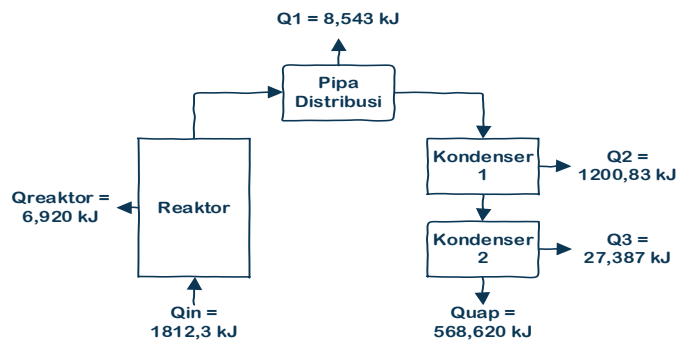 Q1 = 8,543 kJ
Pipa
Distribusi
Kondenser
1
Q2 =
1200,83 kJ
Qreaktor =
6,920 kJ
Reaktor
Kondenser
2
Q3 =
27,387 kJ
Qin =
1812,3 kJ
Quap =
568,620 kJ